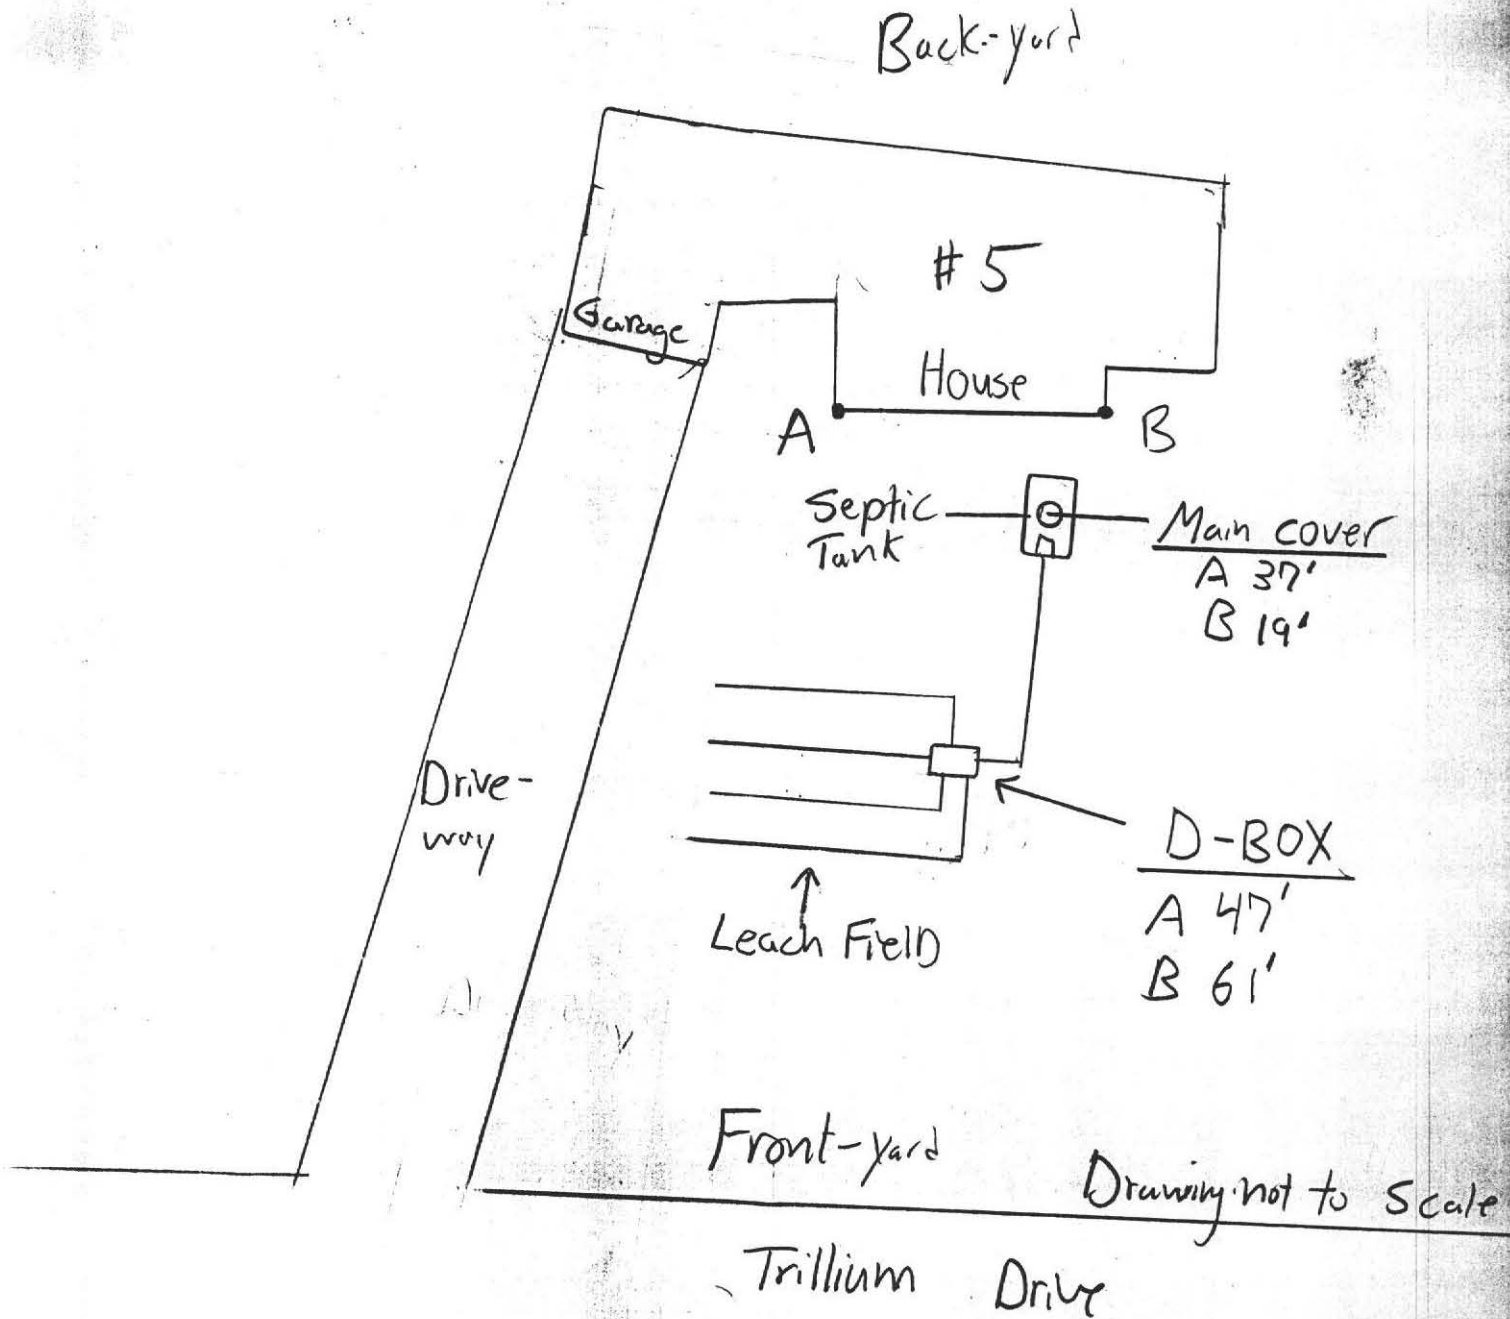 Back-yard
# 5
Garage
House
A
B
Septic
Tank
Main cover
A 37'
B 19'
Drive-
way
D-BOX
A 47'
B 61'
Leach FielD
Front-yard
Drawing not to Scale
Trillium Drive